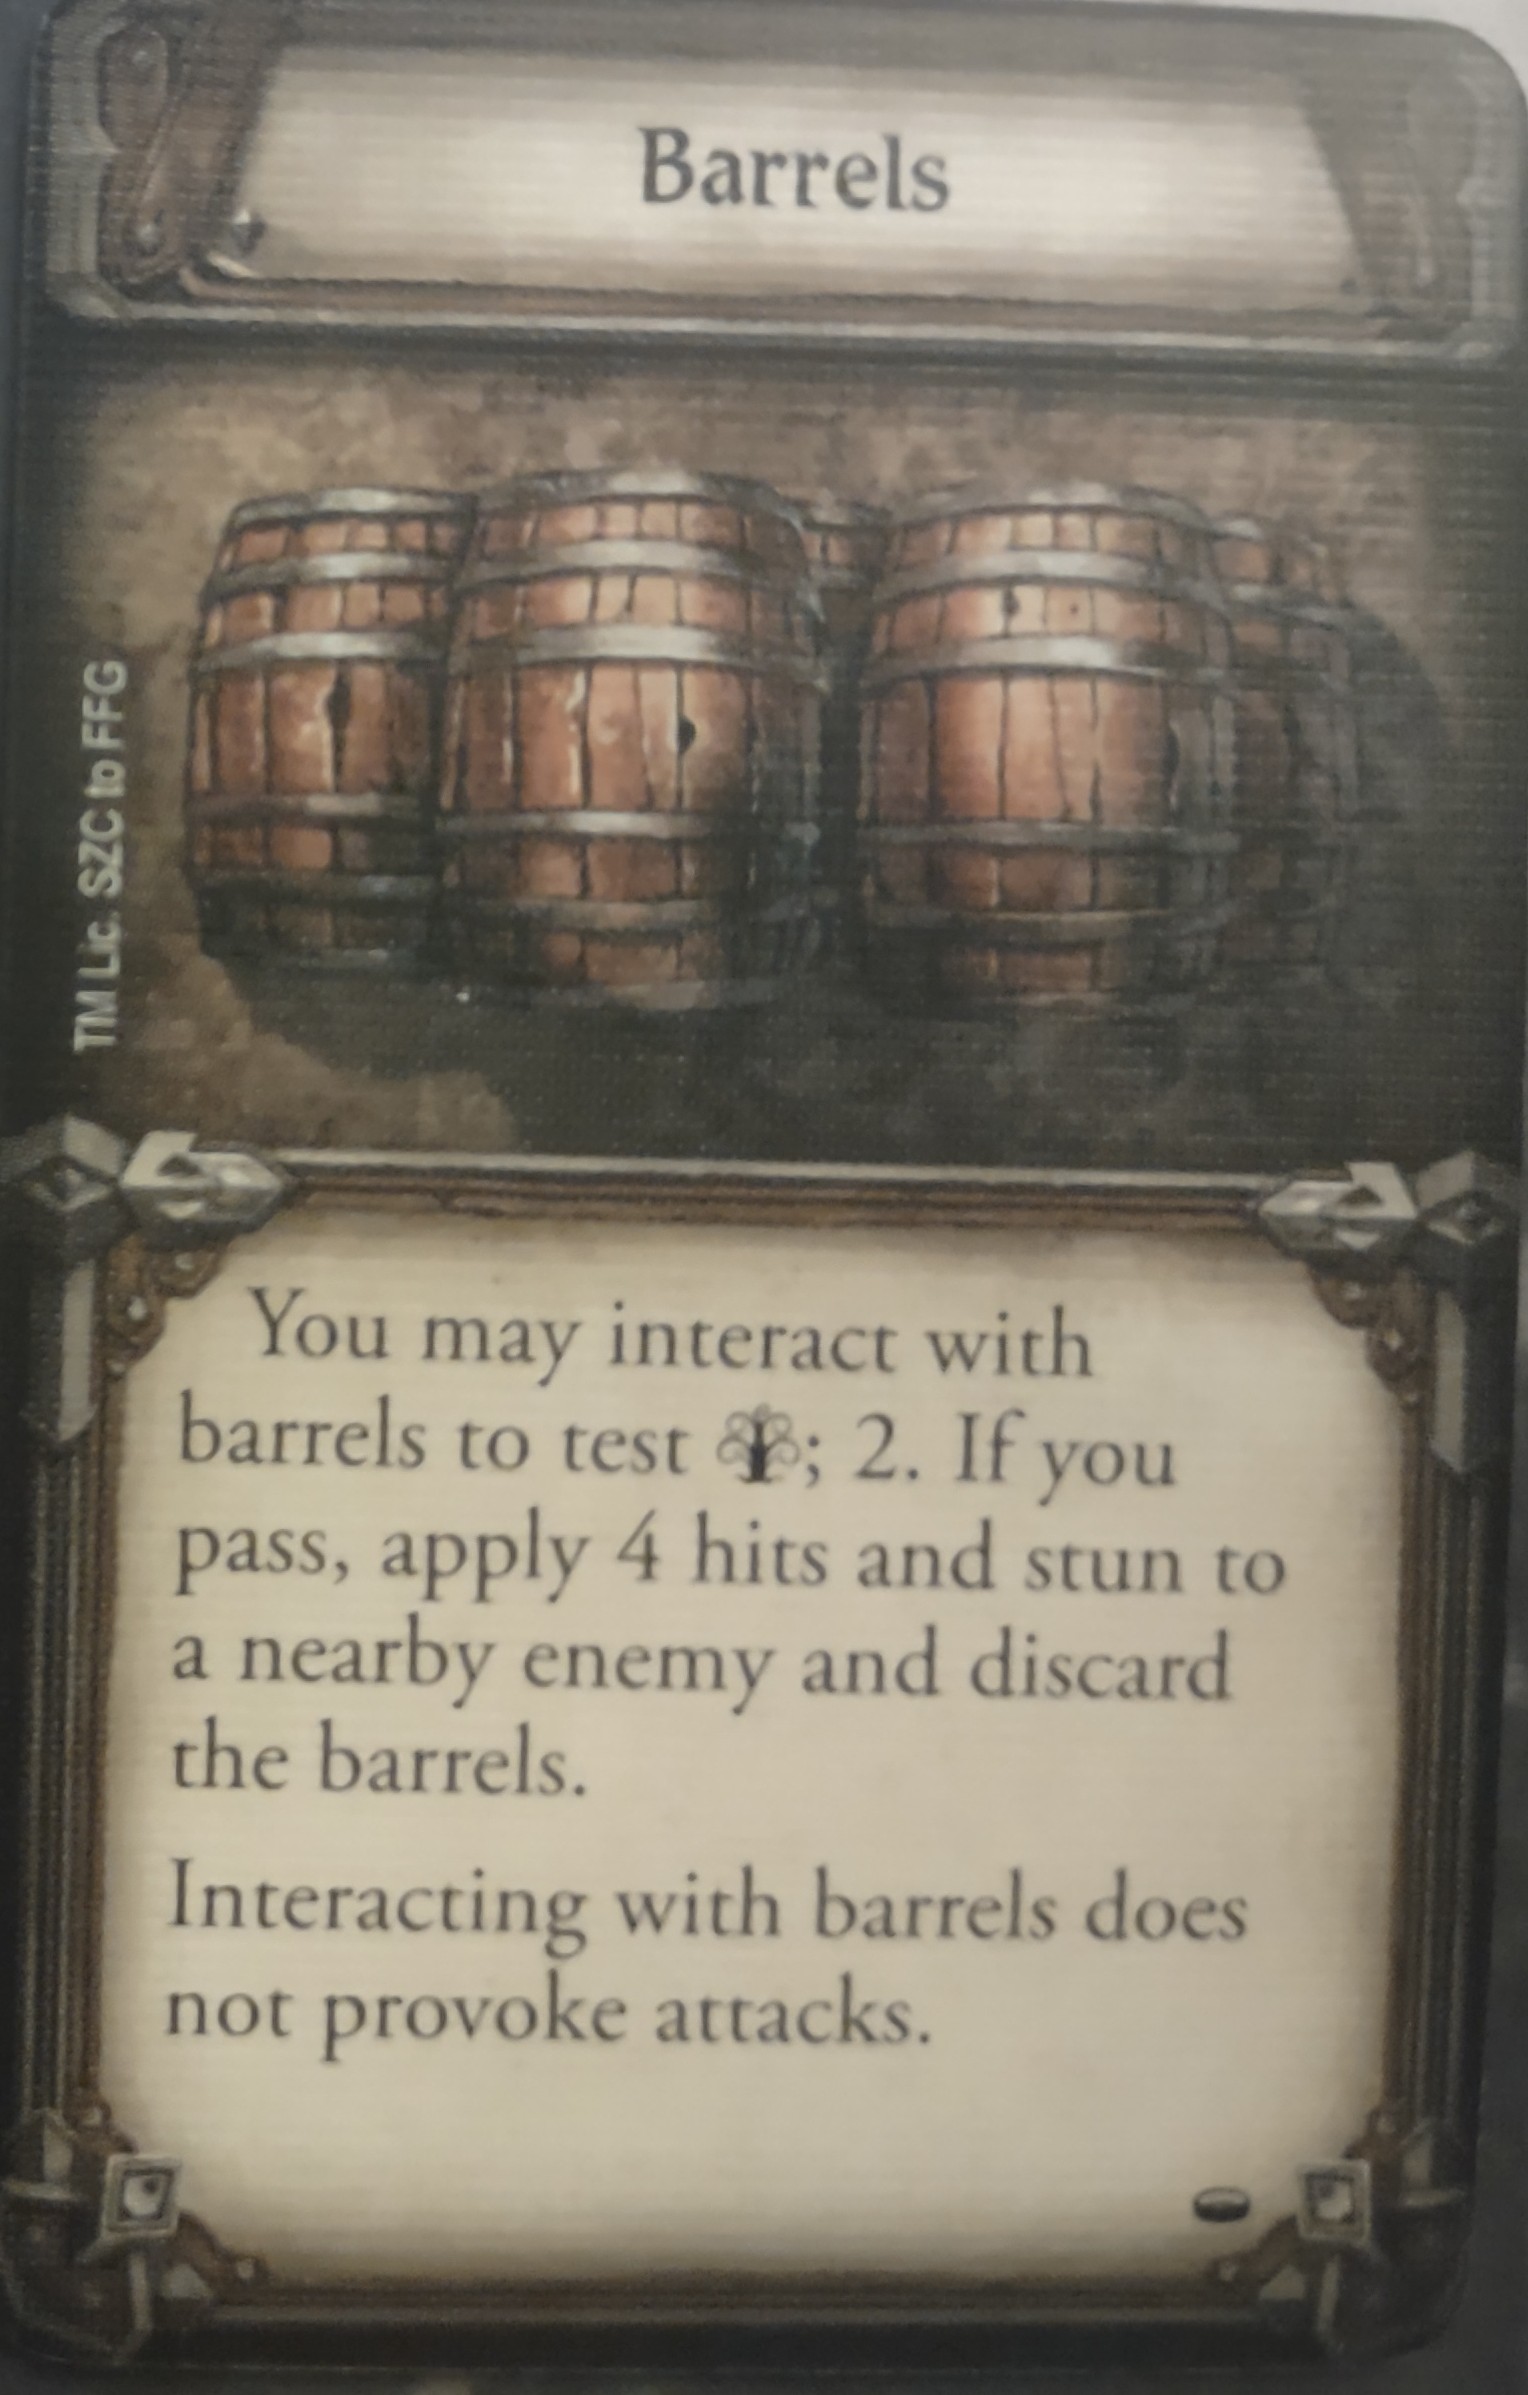 Barrels
TM Lic. SZC to FFG
You may interact with
barrels to test ; 2. If you
pass, apply 4 hits and stun to
a nearby enemy and discard
the barrels.
Interacting with barrels does
not provoke attacks.